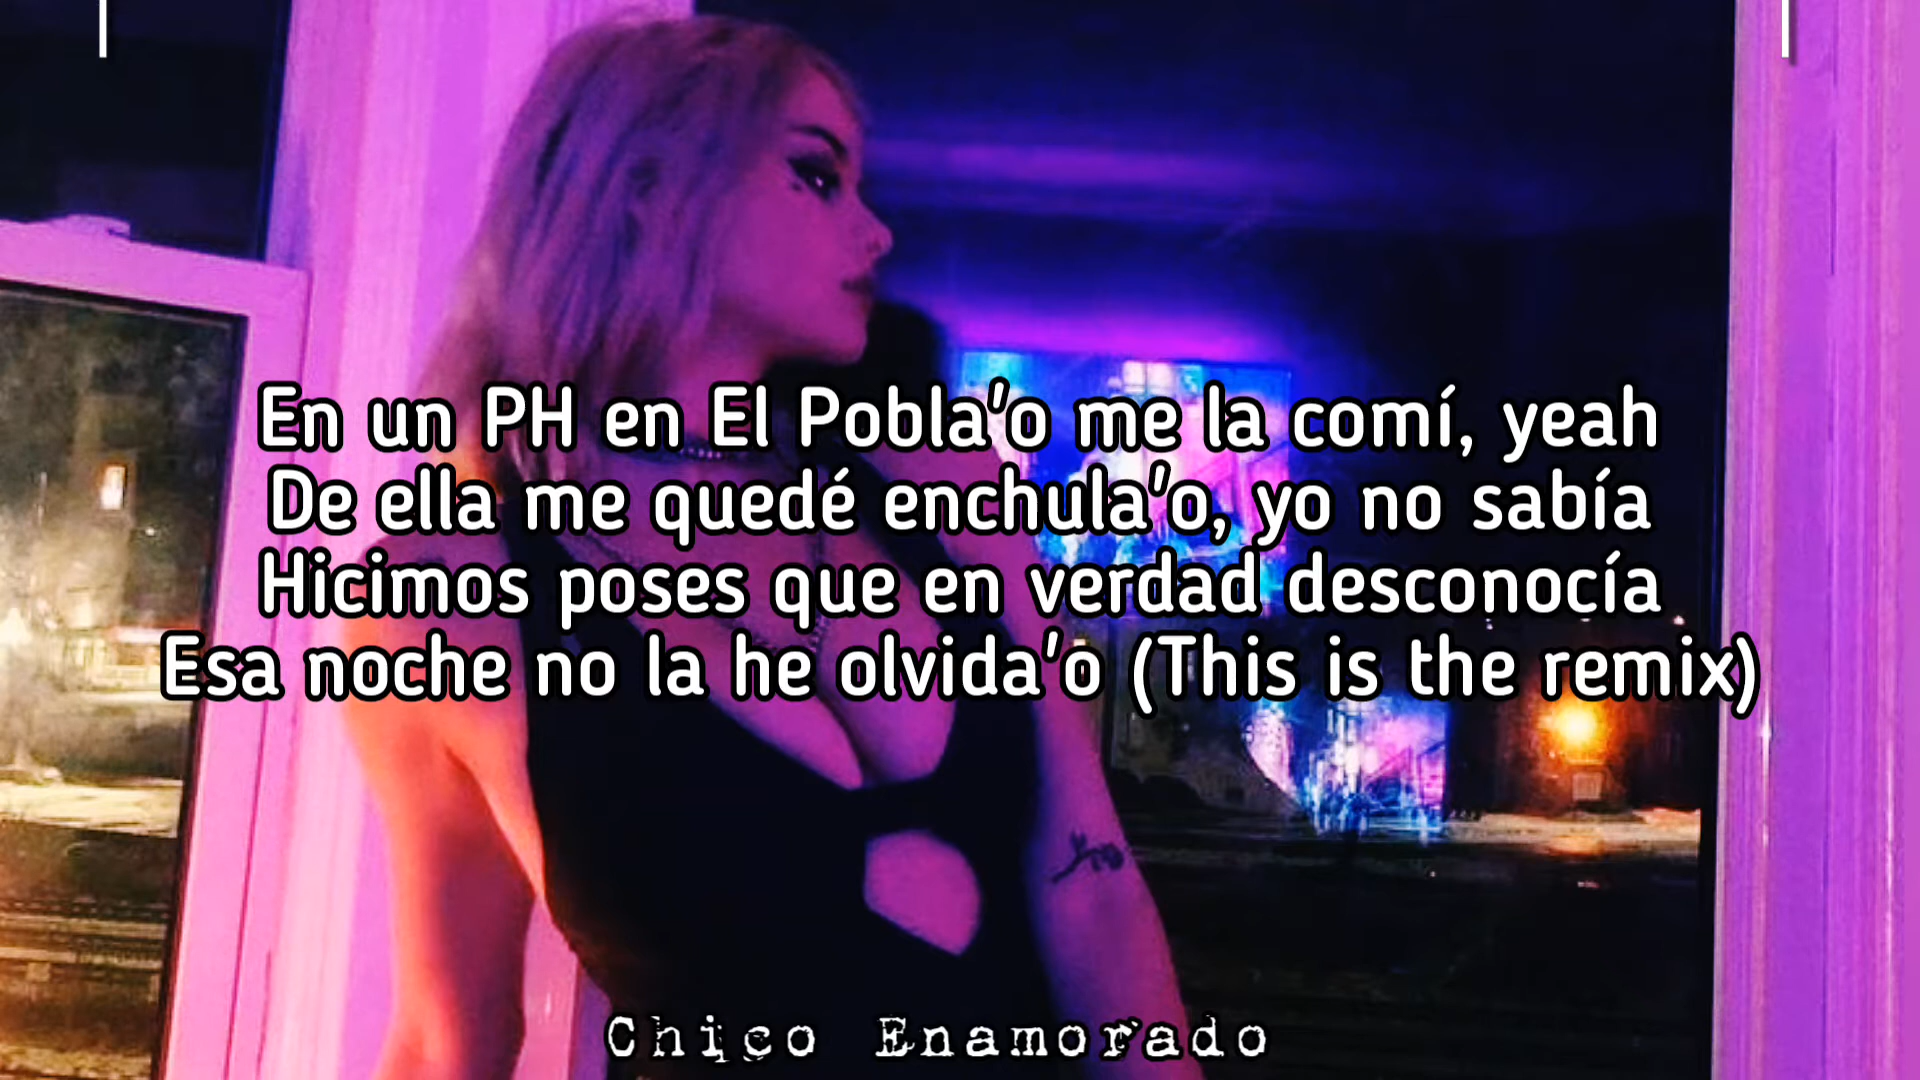 En un PH en El Pobla'o me la comí, yeah
De ella me quedé enchula'o, yo no sabía
Hicimos poses que en verdad desconocía
Esa noche no la he olvida'o (This is the remix)
Chico Enamorado